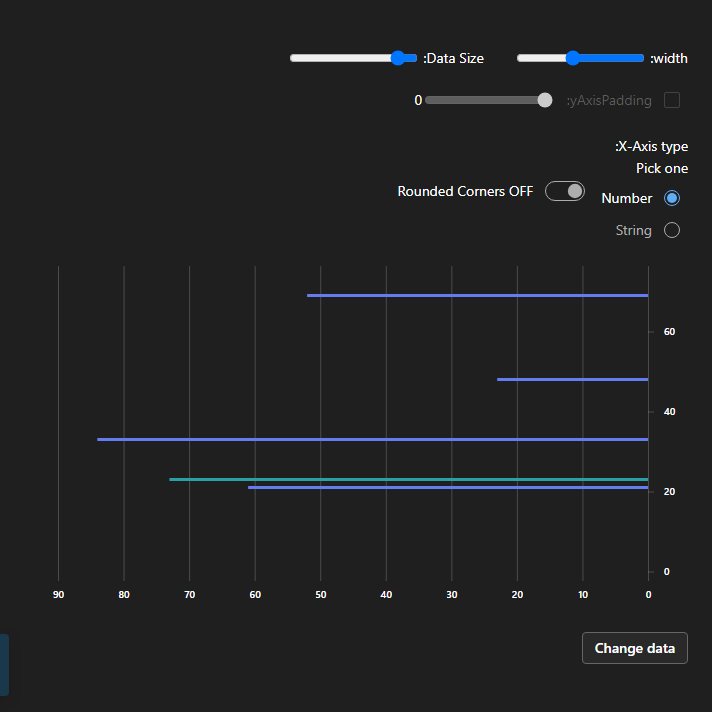 :width
:Data Size
:yAxisPadding
0
:X-Axis type
Pick one
Number
Rounded Corners OFF
String
60
40
20
0
90 80 70 60 50 40 30 20 10 0
Change data